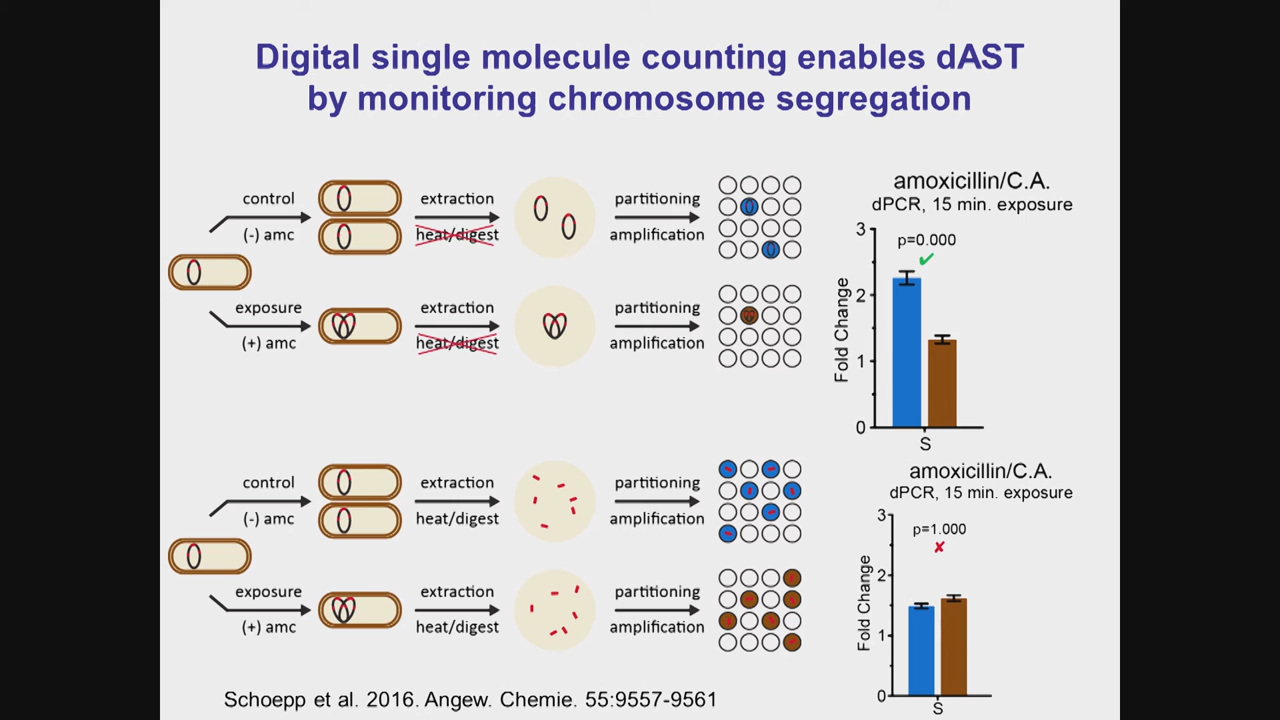 Digital single molecule counting enables dAST
by monitoring chromosome segregation
control
(-) amc
extraction
heat/digest
partitioning
amplification
exposure
(+) amc
extraction
heat/digest
partitioning
amplification
amoxicillin/C.A.
dPCR, 15 min. exposure
p=0.000
Fold Change
3
2
1
0
S
control
(-) amc
extraction
heat/digest
partitioning
amplification
exposure
(+) amc
extraction
heat/digest
partitioning
amplification
amoxicillin/C.A.
dPCR, 15 min. exposure
p=1.000
Fold Change
3
2
1
0
S
Schoepp et al. 2016. Angew. Chemie. 55:9557-9561